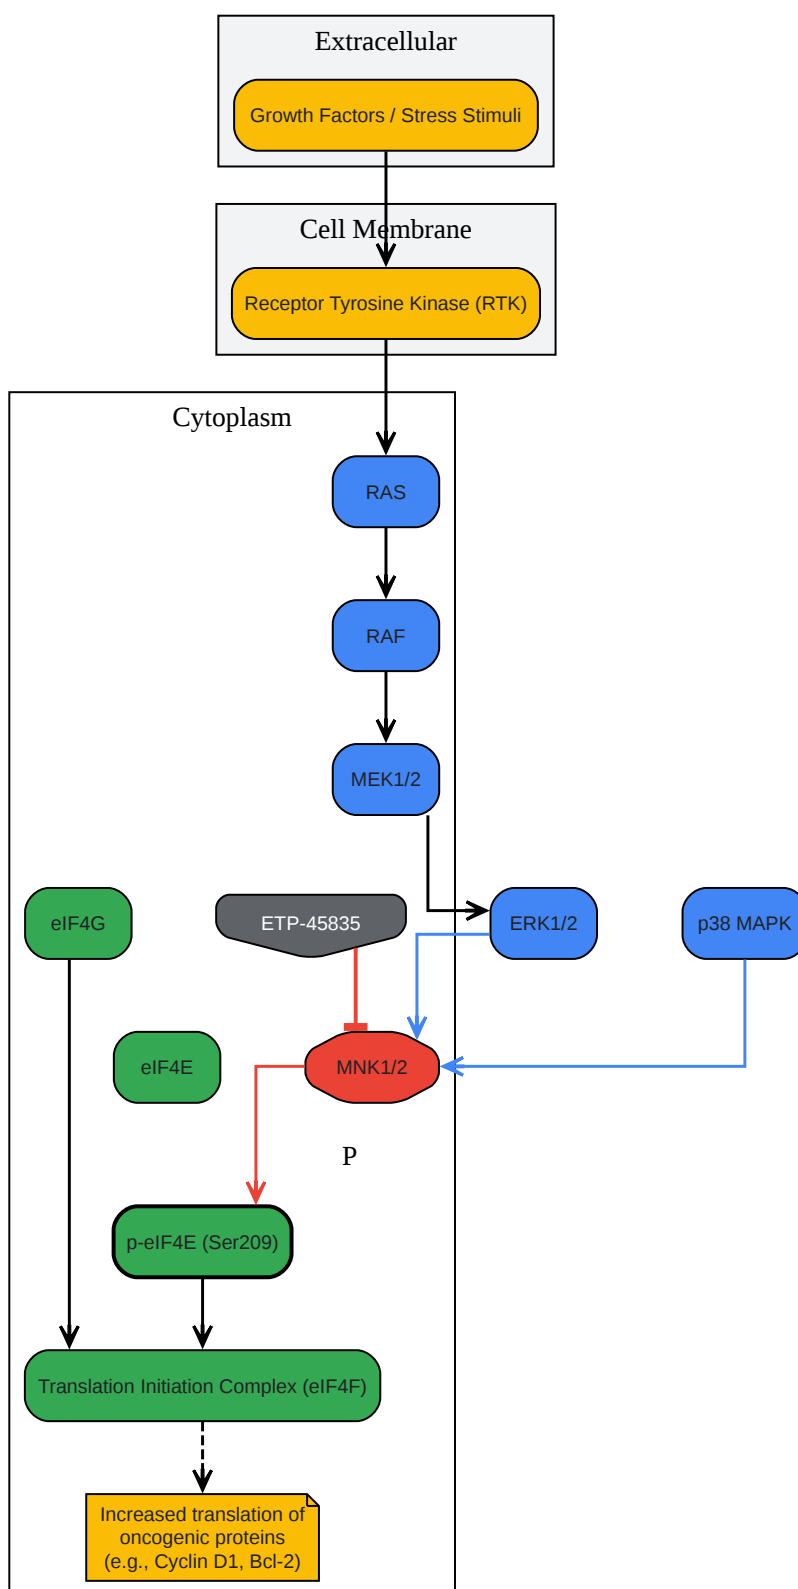 Extracellular
Growth Factors / Stress Stimuli
Cell Membrane
Receptor Tyrosine Kinase (RTK)
Cytoplasm
RAS
RAF
MEK1/2
eIF4G
ETP-45835
ERK1/2
p38 MAPK
eIF4E
MNK1/2
P
p-eIF4E (Ser209)
Translation Initiation Complex (eIF4F)
Increased translation of
oncogenic proteins
(e.g., Cyclin D1, Bcl-2)